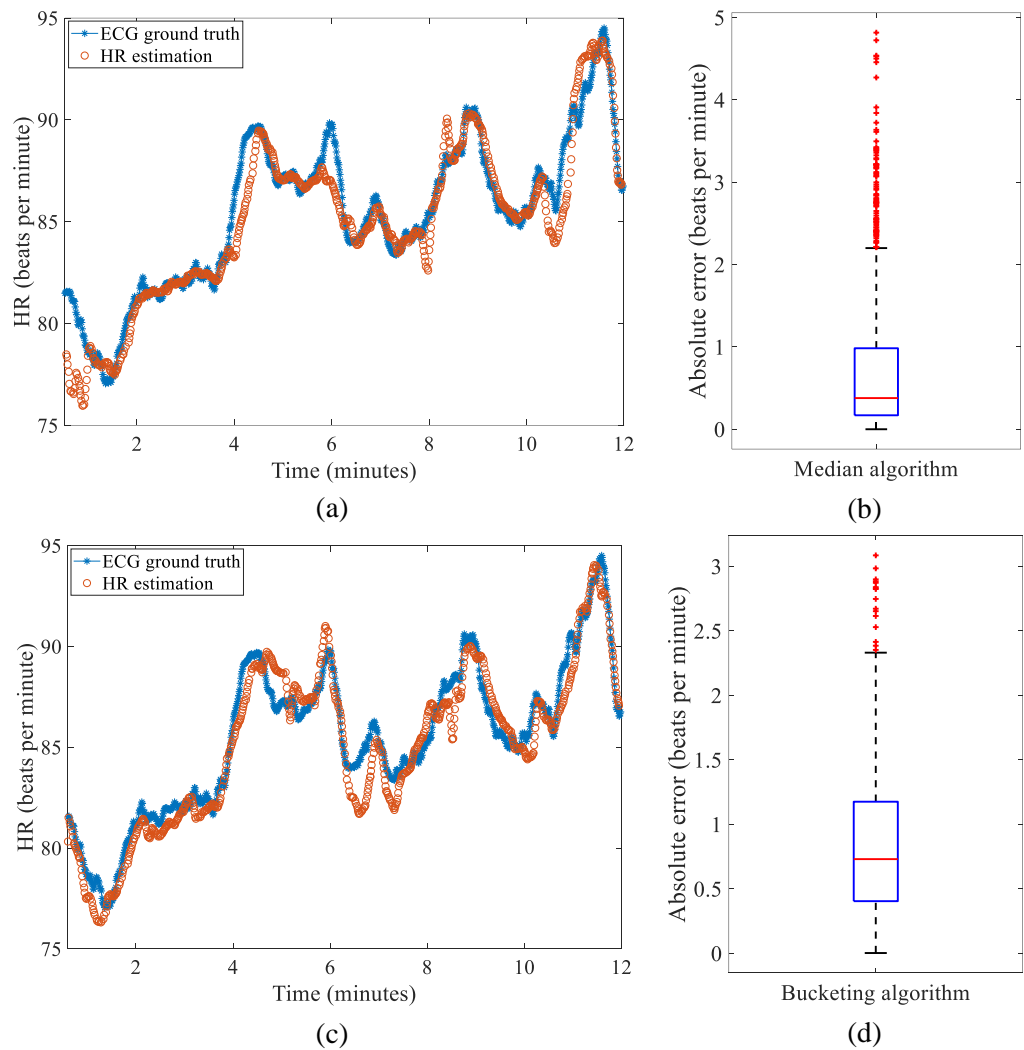 95
90
85
80
75
HR (beats per minute)
ECG ground truth
HR estimation
2
4
6
8
10
12
Time (minutes)
(a)
5
4
3
2
1
0
Absolute error (beats per minute)
Median algorithm
(b)
95
90
85
80
75
HR (beats per minute)
ECG ground truth
HR estimation
2
4
6
8
10
12
Time (minutes)
(c)
3
2.5
2
1.5
1
0.5
0
Absolute error (beats per minute)
Bucketing algorithm
(d)